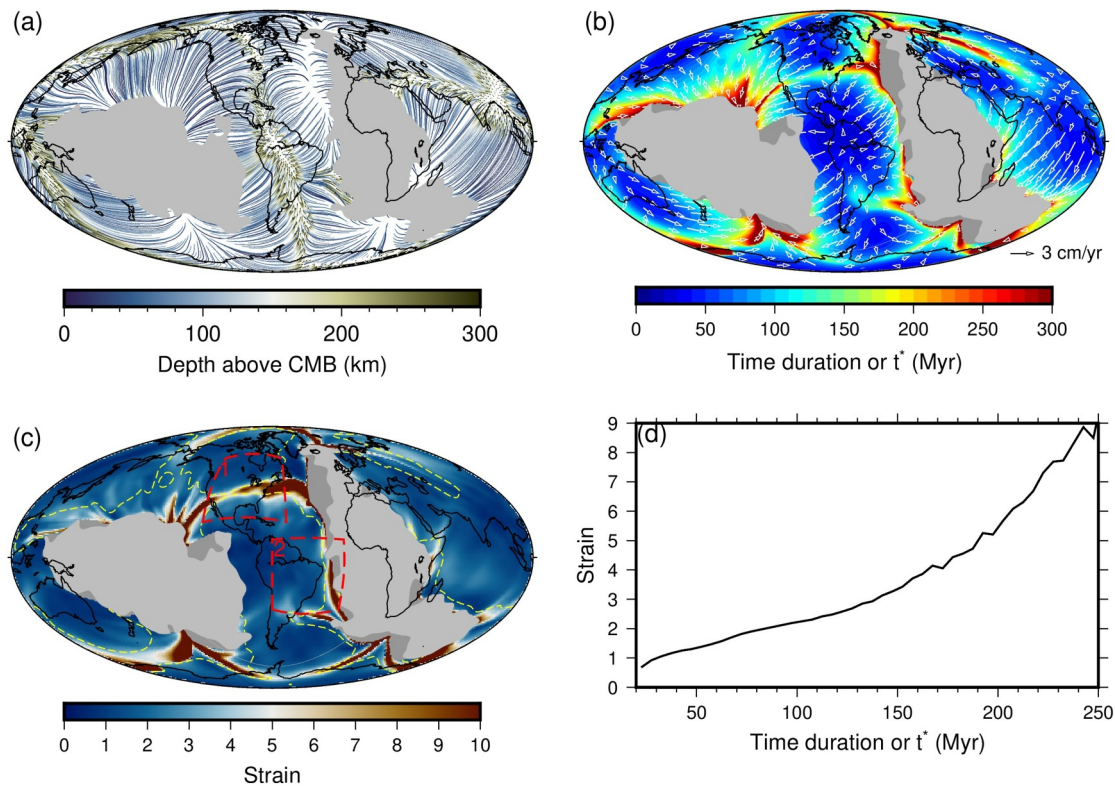 (a)
0 100 200 300
Depth above CMB (km)
(b)
3 cm/yr
0 50 100 150 200 250 300
Time duration or t* (Myr)
(c)
1
2
0 1 2 3 4 5 6 7 8 9 10
Strain
(d)
9
8
7
6
5
4
3
2
1
0
Strain
50 100 150 200 250
Time duration or t* (Myr)